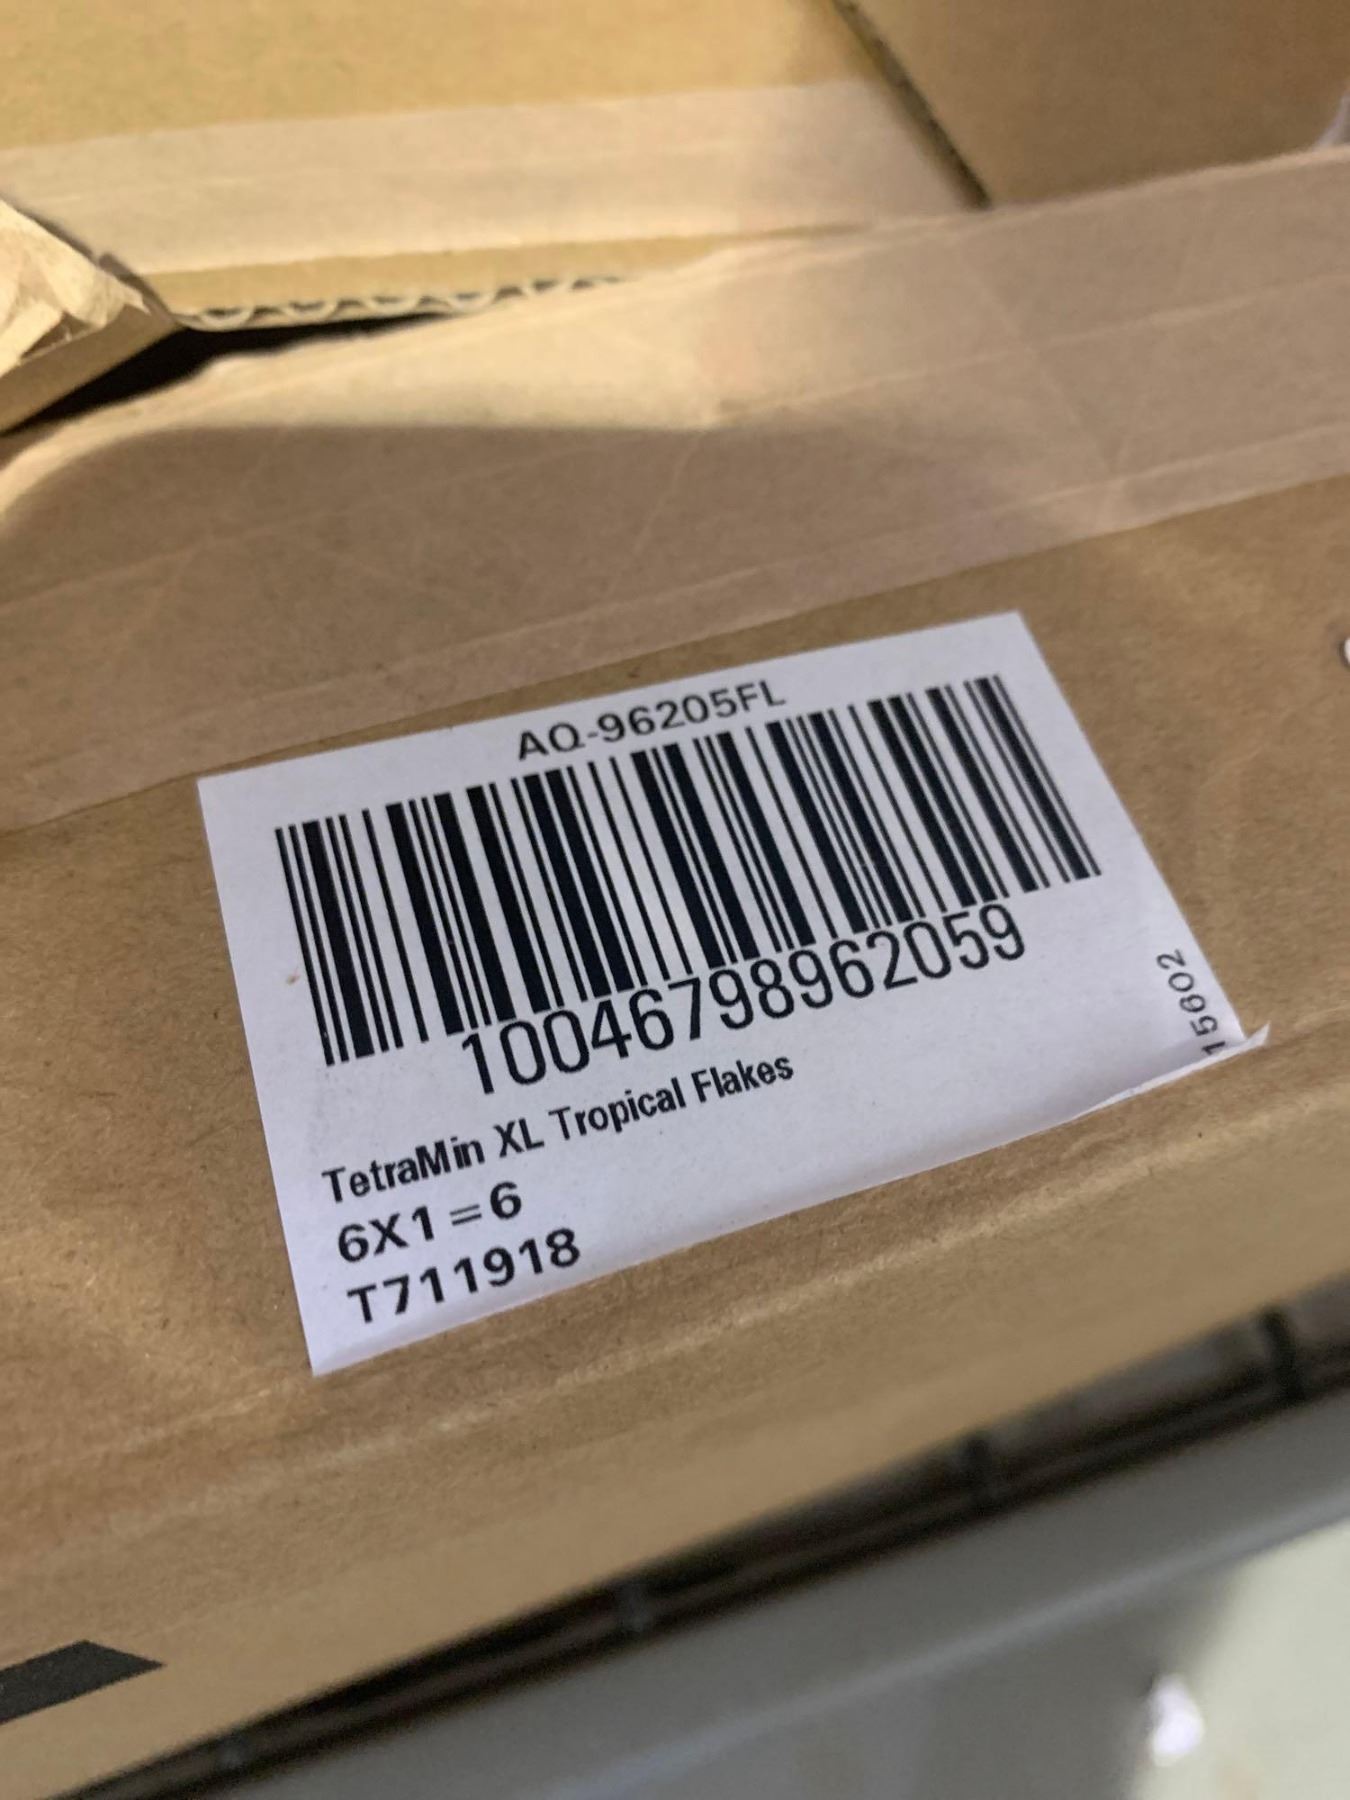 AQ-96205FL
10046798962059
TetraMin XL Tropical Flakes
6X1=6
T711918
15602